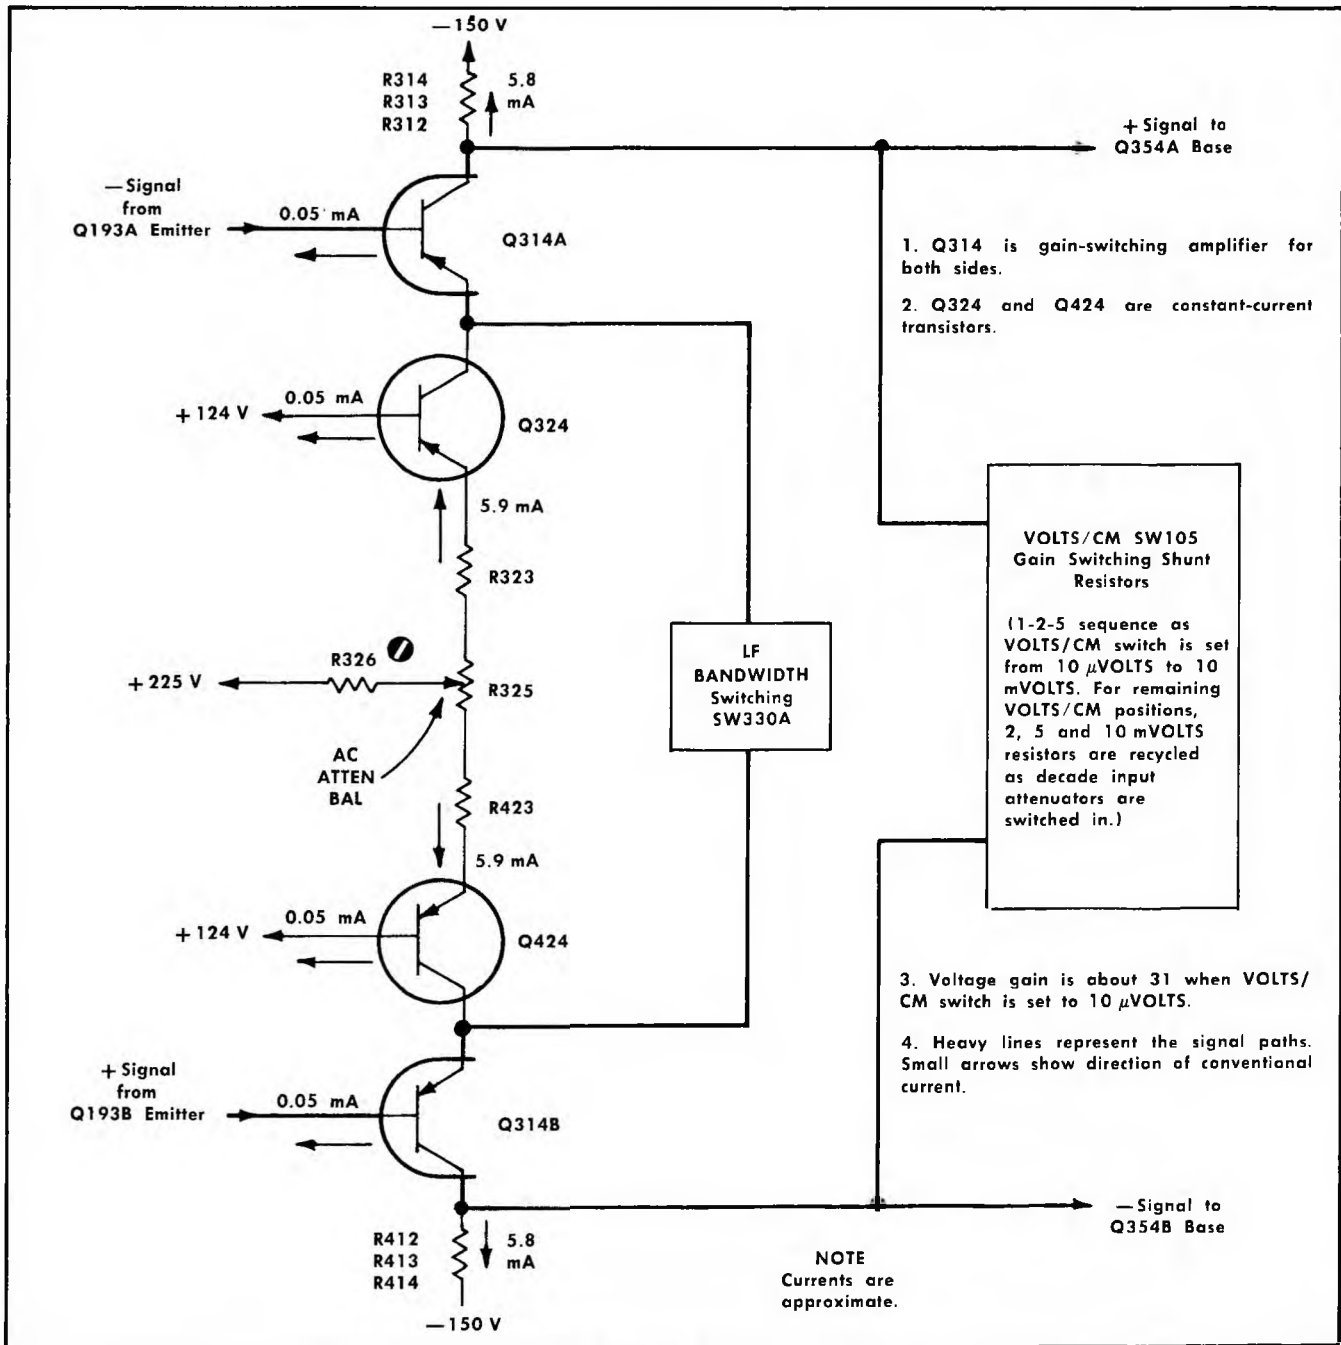 —150 V
R314
R313
R312
5.8
mA
+ Signal to
Q354A Base
—Signal
from
Q193A Emitter
0.05 mA
Q314A
1. Q314 is gain-switching amplifier for
both sides.
2. Q324 and Q424 are constant-current
transistors.
+124 V
0.05 mA
Q324
5.9 mA
R323
VOLTS/CM SW105
Gain Switching Shunt
Resistors
(1-2-5 sequence as
VOLTS/CM switch is set
from 10 μVOLTS to 10
mVOLTS. For remaining
VOLTS/CM positions,
2, 5 and 10 mVOLTS
resistors are recycled
as decade input
attenuators are
switched in.)
LF
BANDWIDTH
Switching
SW330A
R326
+225 V
R325
AC
ATTEN
BAL
R423
5.9 mA
+124 V
0.05 mA
Q424
3. Voltage gain is about 31 when VOLTS/
CM switch is set to 10 μVOLTS.
4. Heavy lines represent the signal paths.
Small arrows show direction of conventional
current.
+ Signal
from
Q193B Emitter
0.05 mA
Q314B
—Signal to
Q354B Base
R412
R413
R414
5.8
mA
—150 V
NOTE
Currents are
approximate.